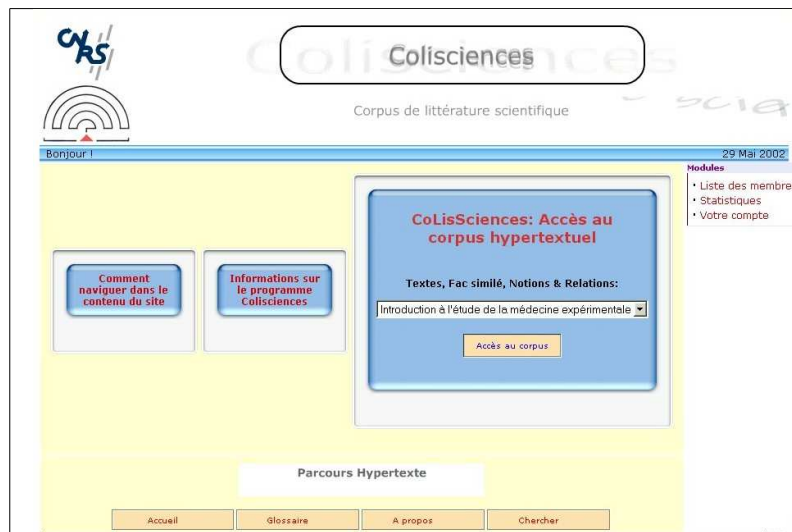 CNRS
Colisciences
Corpus de littérature scientifique
Bonjour !
29 Mai 2002
Modules
• Liste des membre
• Statistiques
• Votre compte
CoLisSciences: Accès au
corpus hypertextuel
Comment
naviguer dans le
contenu du site
Informations sur
le programme
Colisciences
Textes, Fac similé, Notions & Relations:
Introduction à l'étude de la médecine expérimentale
Accès au corpus
Parcours Hypertexte
Accueil
Glossaire
A propos
Chercher